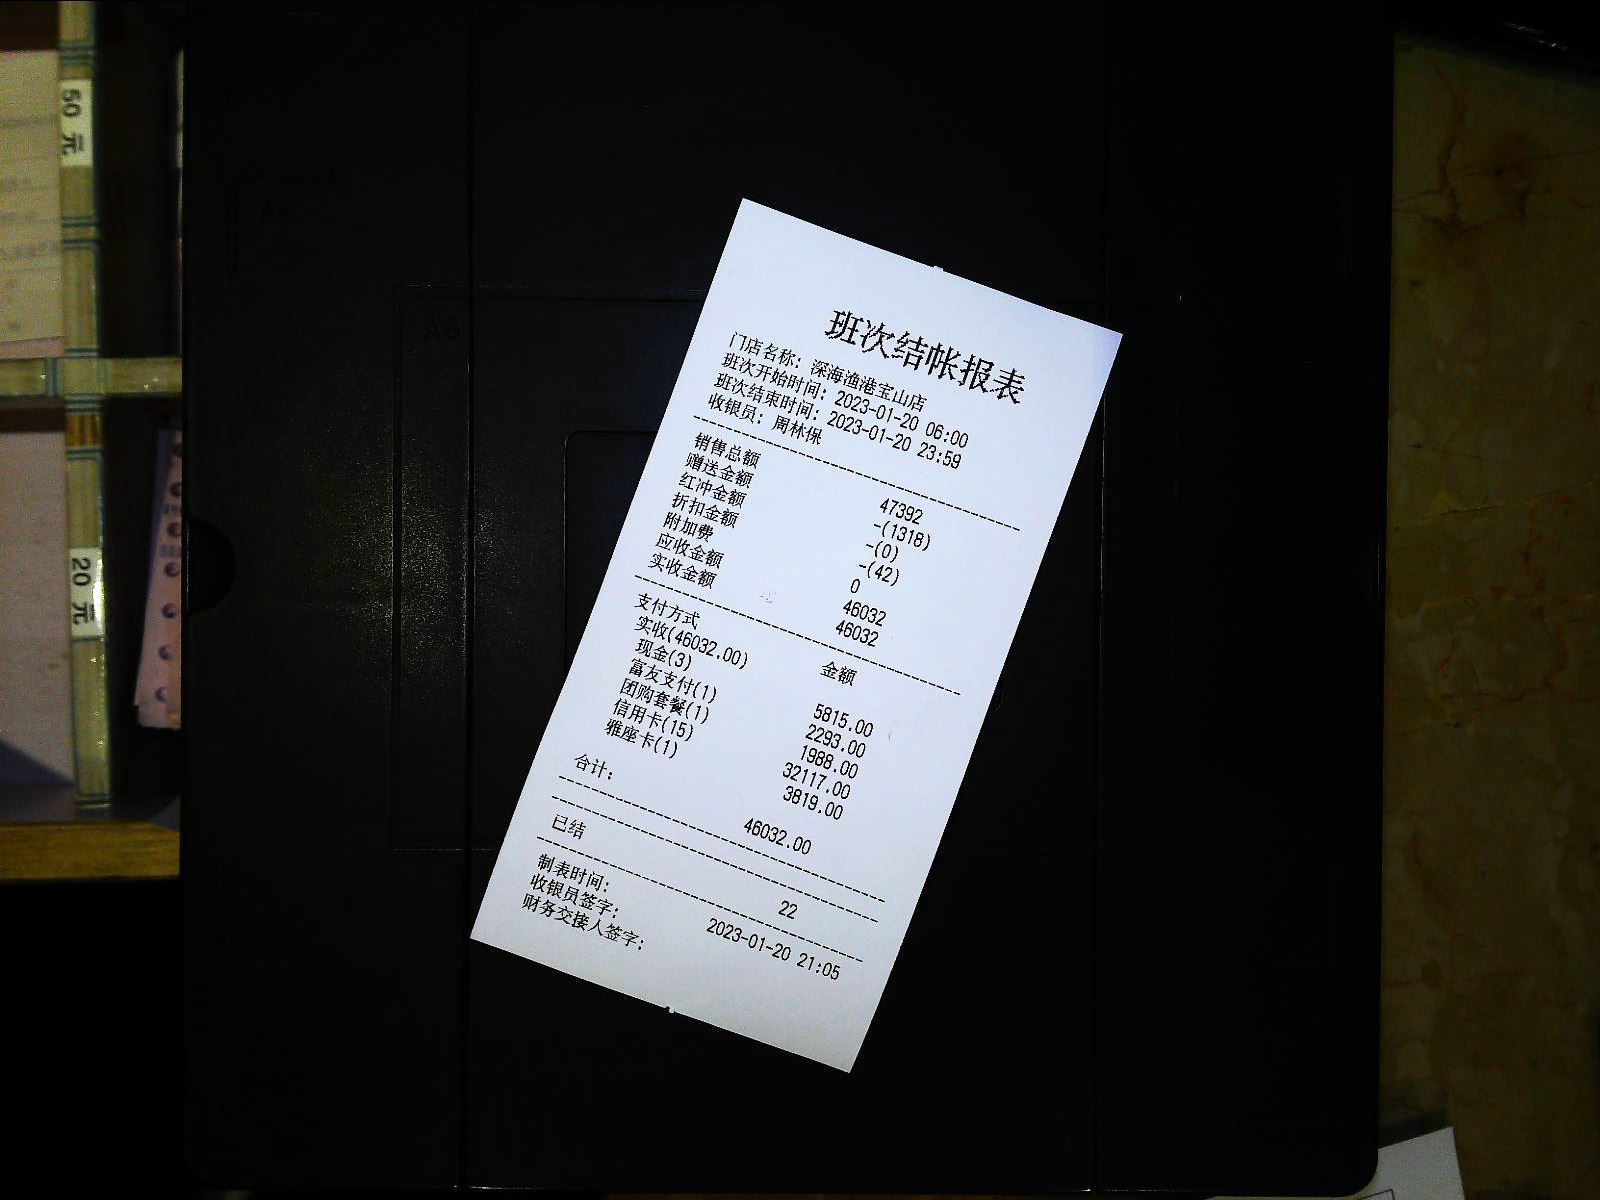 50 元
20 元
A5
A6
班次结帐报表
门店名称: 深海渔港宝山店
班次开始时间: 2023-01-20 06:00
班次结束时间: 2023-01-20 23:59
收银员: 周林保
销售总额 47392
赠送金额 -(1318)
红冲金额 -(0)
折扣金额 -(42)
附加费 0
应收金额 46032
实收金额 46032
支付方式 金额
实收(46032.00)
现金(3) 5815.00
富友支付(1) 2293.00
团购套餐(1) 1988.00
信用卡(15) 32117.00
雅座卡(1) 3819.00
合计: 46032.00
已结 22
制表时间: 2023-01-20 21:05
收银员签字:
财务交接人签字: